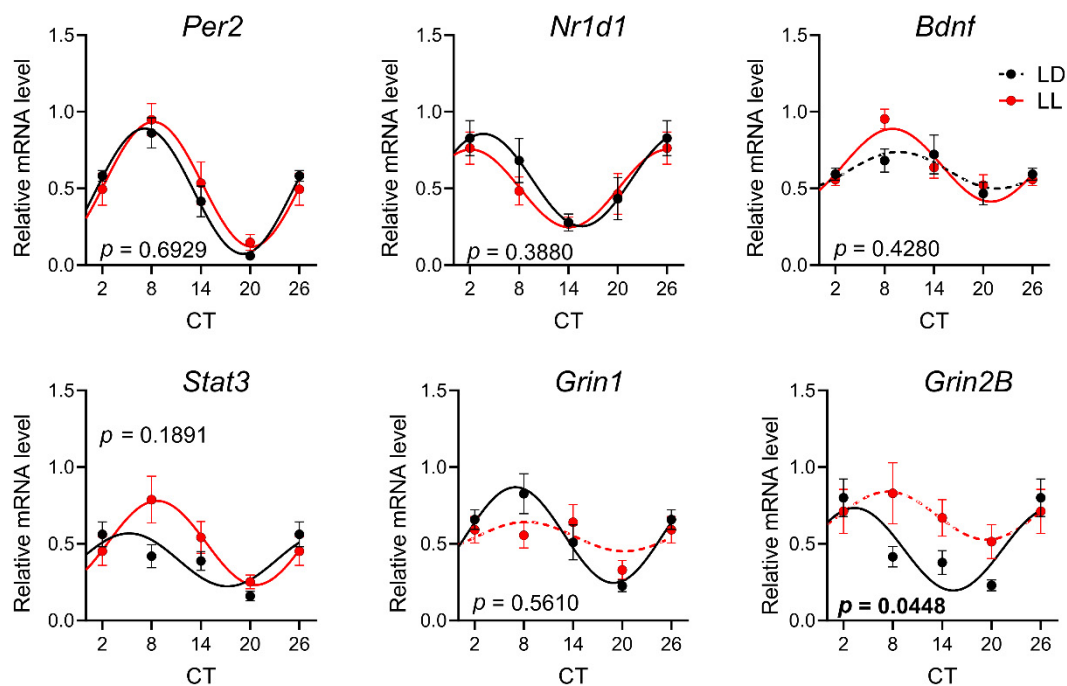 Per2
Relative mRNA level
1.5
1.0
0.5
0.0
p = 0.6929
2 8 14 20 26
CT
Nr1d1
Relative mRNA level
1.5
1.0
0.5
0.0
p = 0.3880
2 8 14 20 26
CT
Bdnf
Relative mRNA level
1.5
1.0
0.5
0.0
LD
LL
p = 0.4280
2 8 14 20 26
CT
Stat3
Relative mRNA level
1.5
1.0
0.5
0.0
p = 0.1891
2 8 14 20 26
CT
Grin1
Relative mRNA level
1.5
1.0
0.5
0.0
p = 0.5610
2 8 14 20 26
CT
Grin2B
Relative mRNA level
1.5
1.0
0.5
0.0
p = 0.0448
2 8 14 20 26
CT